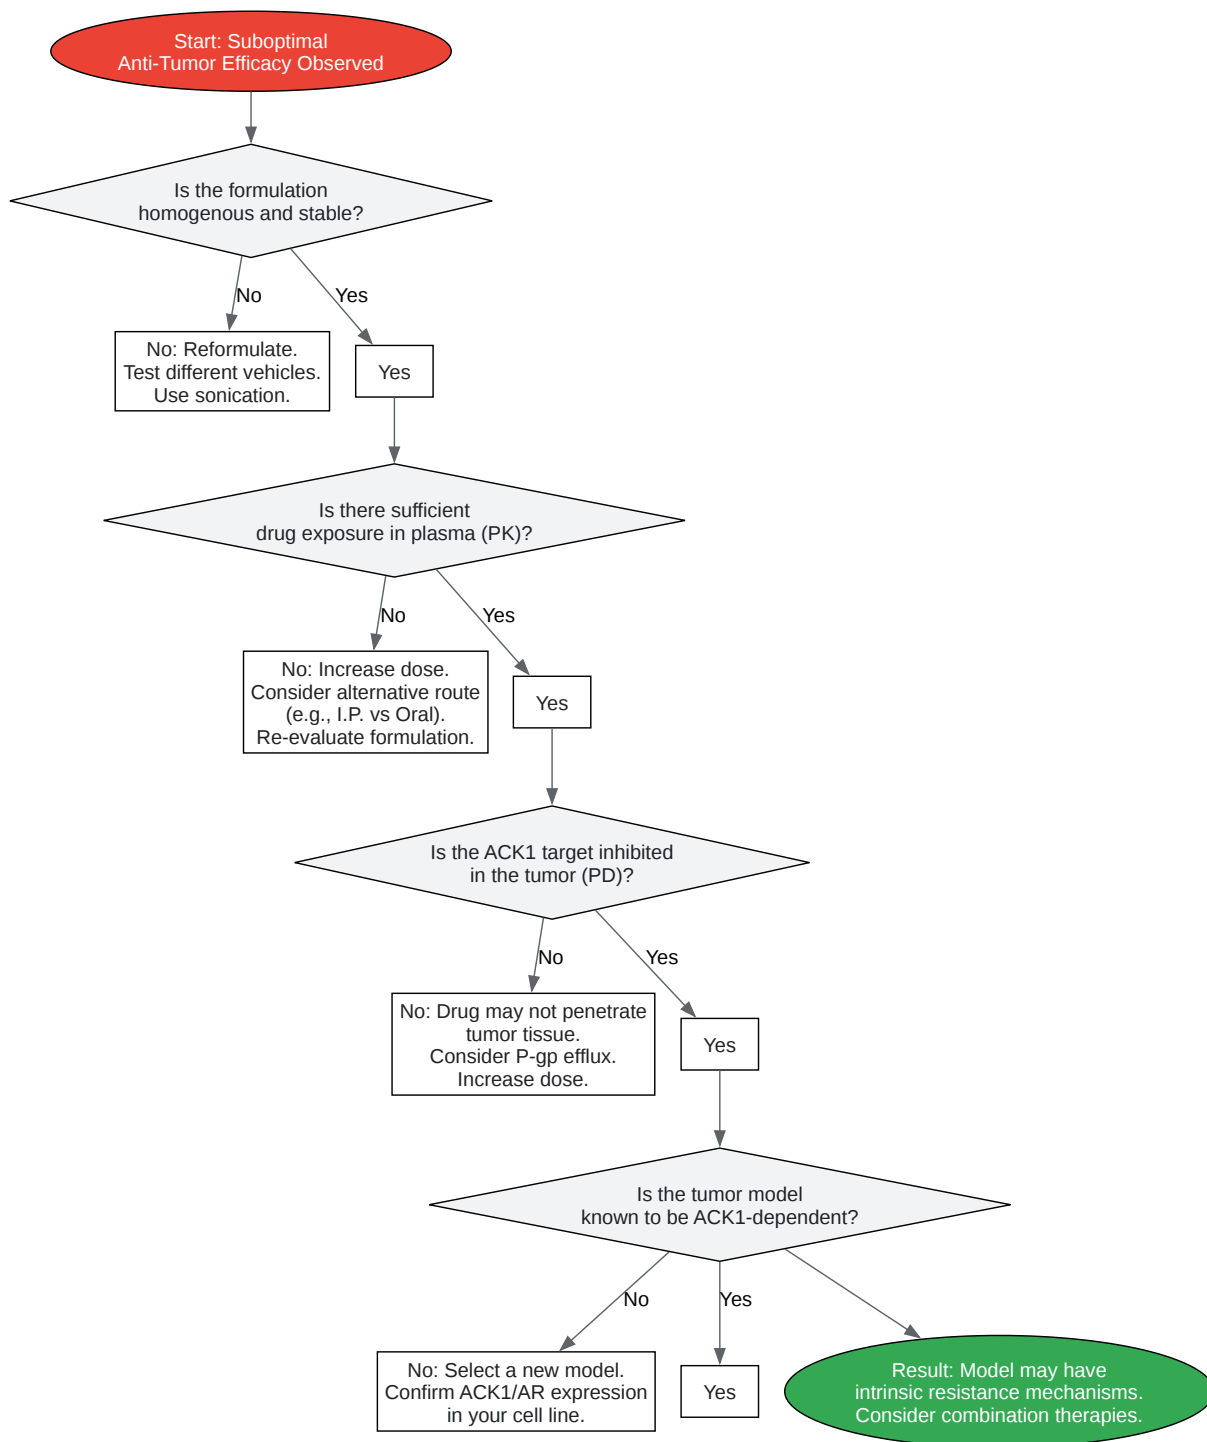 Start: Suboptimal
Anti-Tumor Efficacy Observed
Is the formulation
homogenous and stable?
No
Yes
No: Reformulate.
Test different vehicles.
Use sonication.
Yes
Is there sufficient
drug exposure in plasma (PK)?
No
Yes
No: Increase dose.
Consider alternative route
(e.g., I.P. vs Oral).
Re-evaluate formulation.
Yes
Is the ACK1 target inhibited
in the tumor (PD)?
No
Yes
No: Drug may not penetrate
tumor tissue.
Consider P-gp efflux.
Increase dose.
Yes
Is the tumor model
known to be ACK1-dependent?
No
Yes
No: Select a new model.
Confirm ACK1/AR expression
in your cell line.
Yes
Result: Model may have
intrinsic resistance mechanisms.
Consider combination therapies.